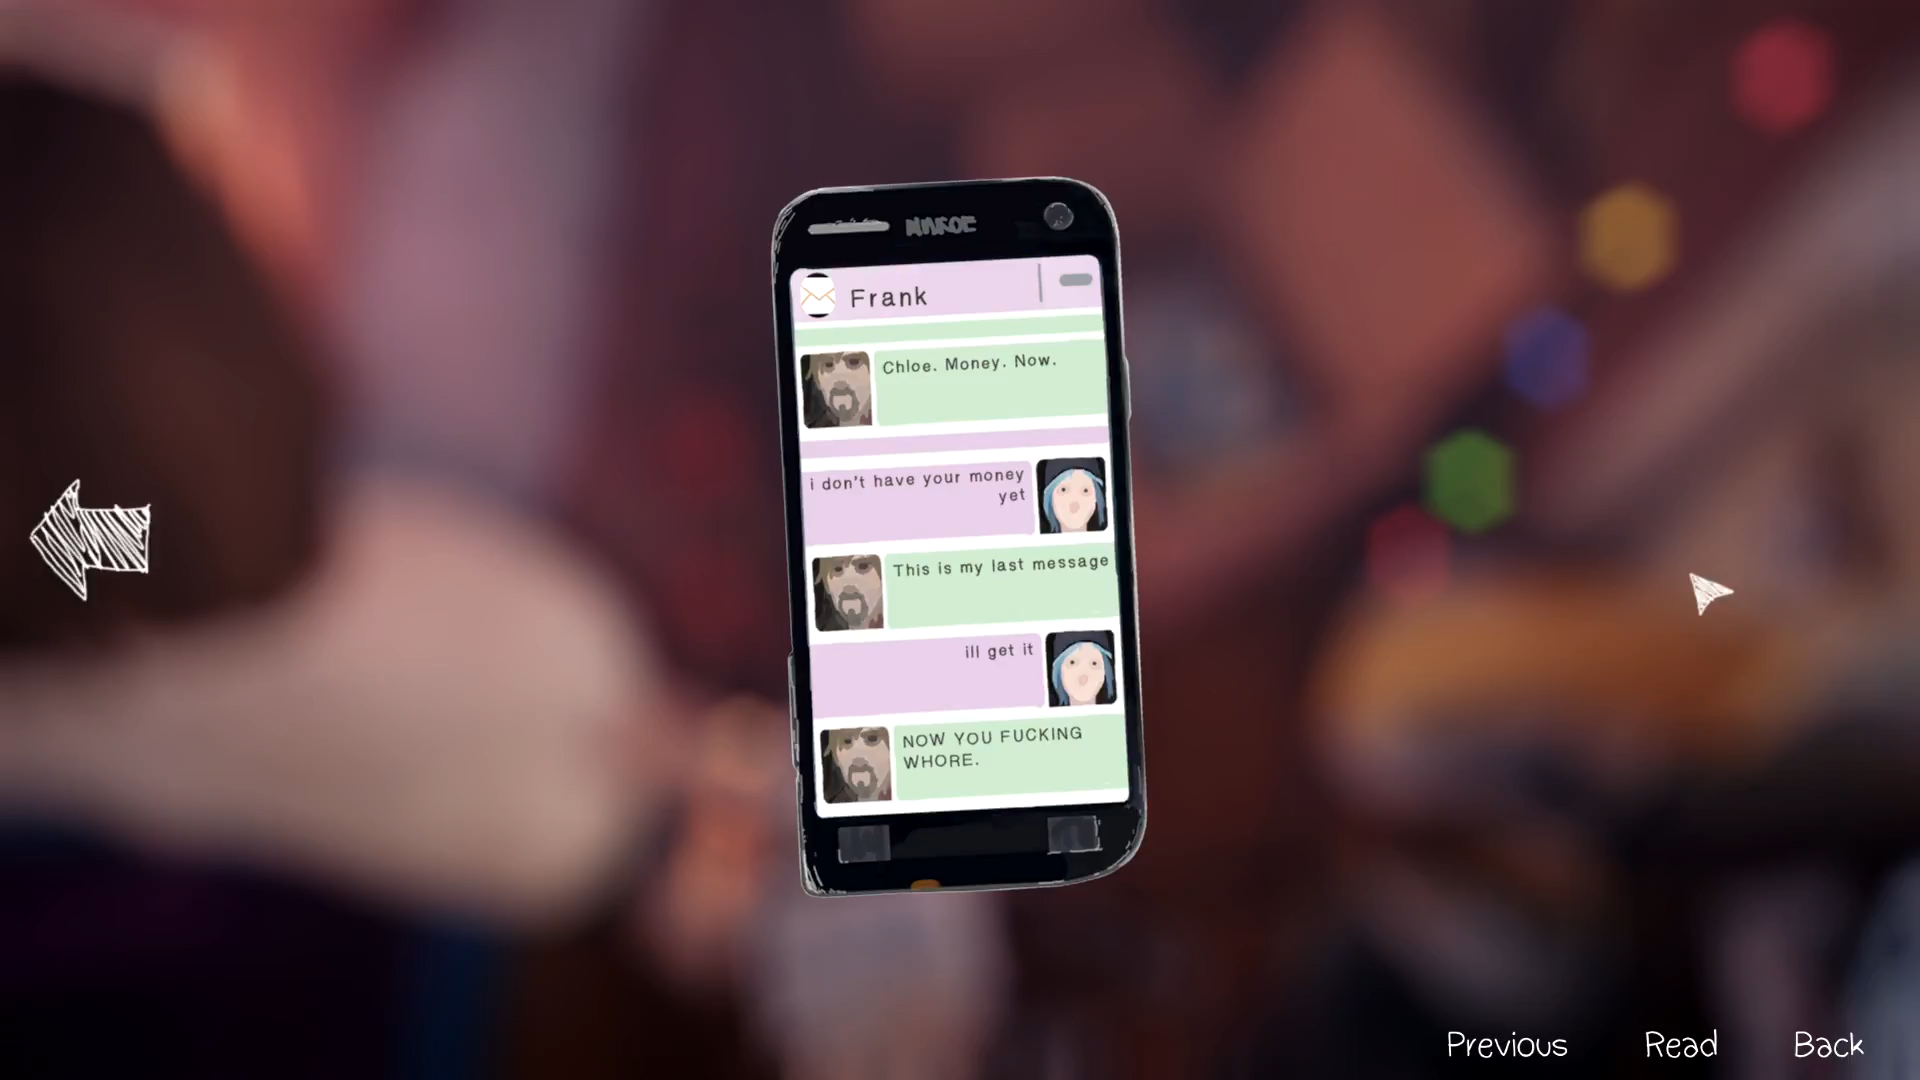 Frank
Chloe. Money. Now.
i don't have your money
yet
This is my last message
ill get it
NOW YOU FUCKING
WHORE.
Previous
Read
Back